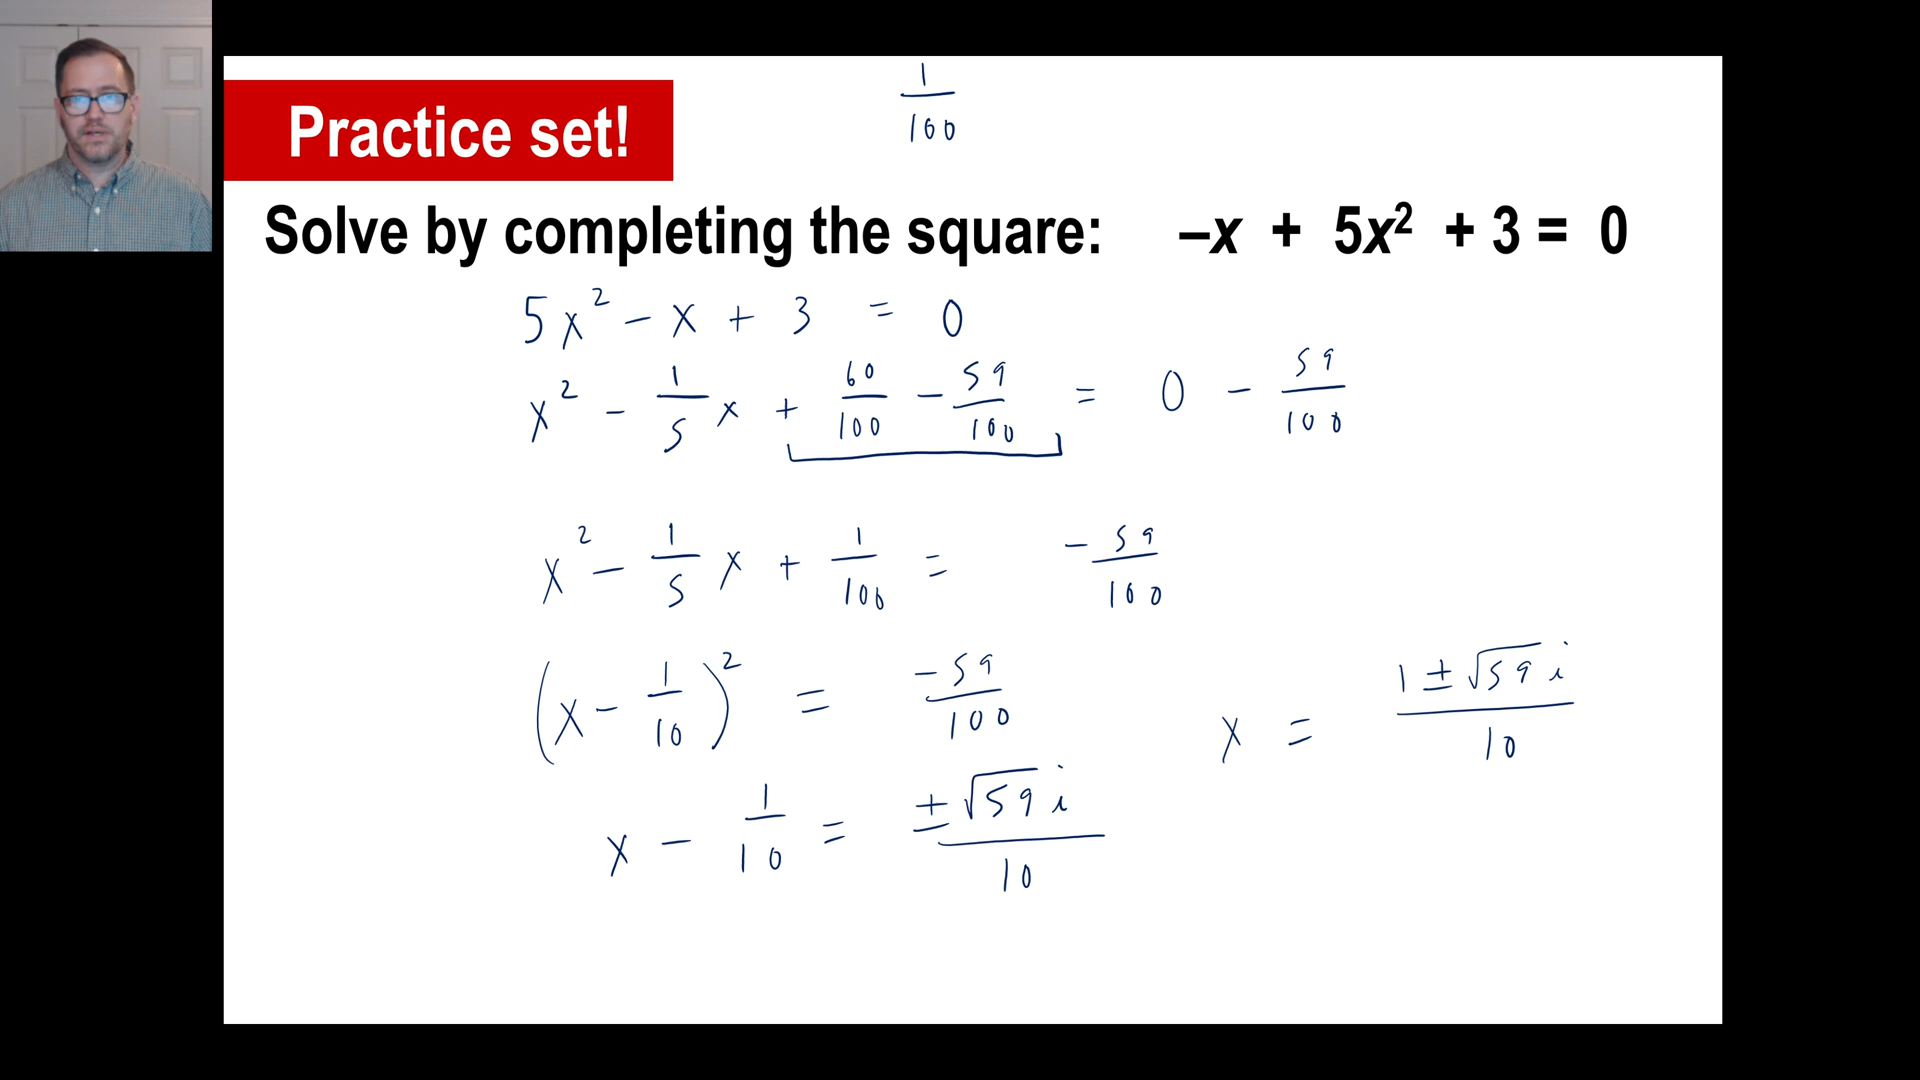 1/100
Practice set!
Solve by completing the square: –x + 5x² + 3 = 0
5x² – x + 3 = 0
x² – 1/5 x + 60/100 – 59/100 = 0 – 59/100
x² – 1/5 x + 1/100 = –59/100
(x – 1/10)² = –59/100
x – 1/10 = ±√59 i/10
x = 1 ± √59 i/10